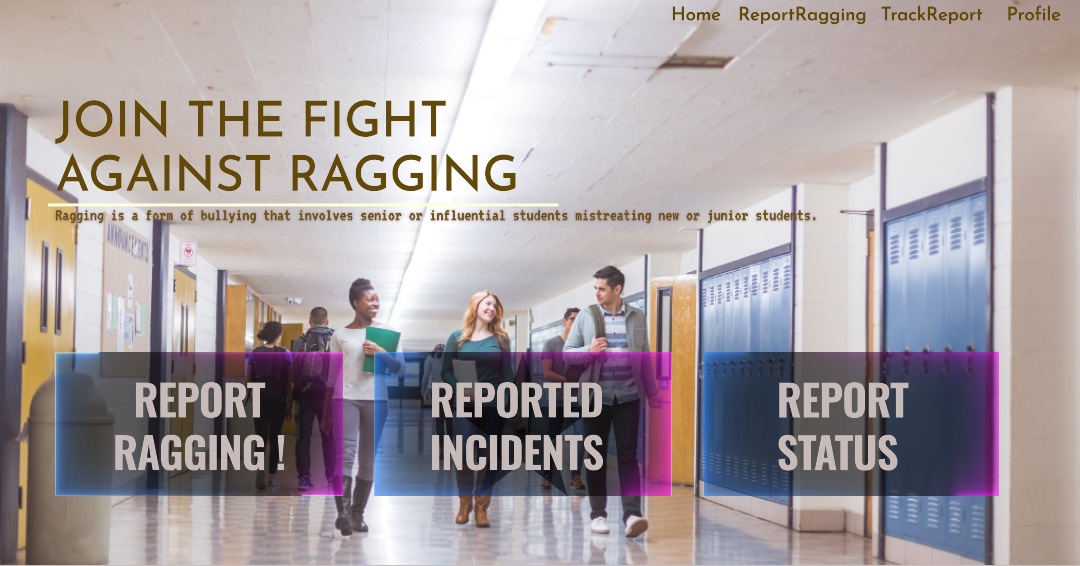 Home ReportRagging TrackReport Profile
JOIN THE FIGHT
AGAINST RAGGING
Ragging is a form of bullying that involves senior or influential students mistreating new or junior students.
ANNOUNCEMENTS
REPORT
RAGGING !
REPORTED
INCIDENTS
REPORT
STATUS